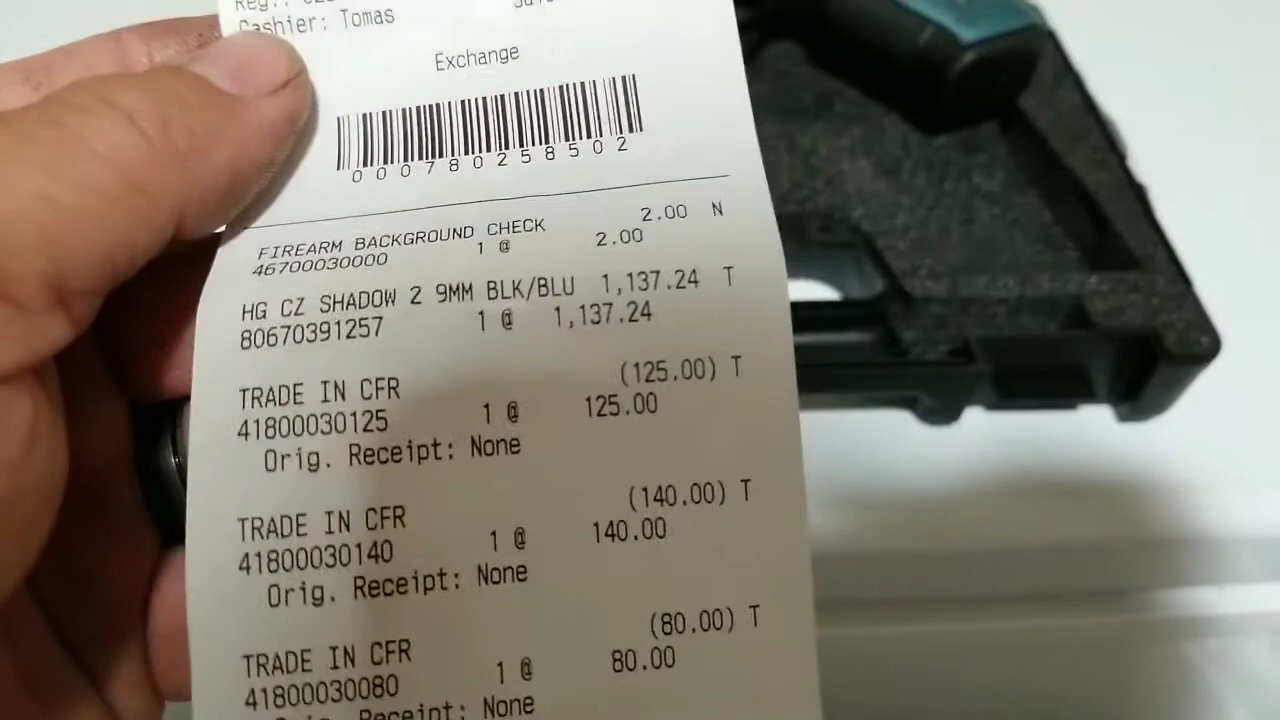 Cashier: Tomas
Exchange
000780258502
FIREARM BACKGROUND CHECK 2.00 N
46700030000 1 @ 2.00
HG CZ SHADOW 2 9MM BLK/BLU 1,137.24 T
80670391257 1 @ 1,137.24
TRADE IN CFR (125.00) T
41800030125 1 @ 125.00
Orig. Receipt: None
TRADE IN CFR (140.00) T
41800030140 1 @ 140.00
Orig. Receipt: None
TRADE IN CFR (80.00) T
41800030080 1 @ 80.00
Orig. Receipt: None